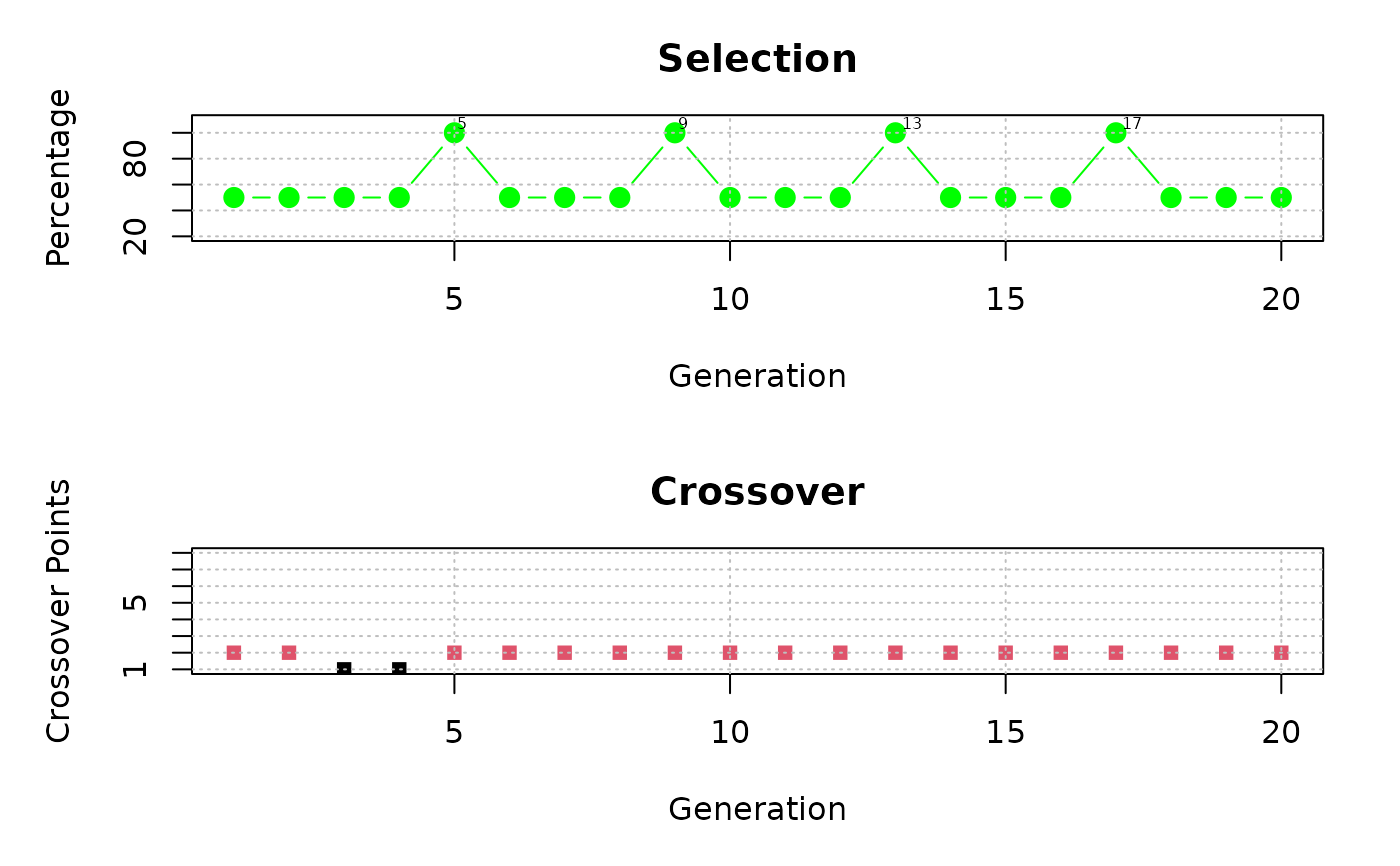 Selection
Percentage
80
20
5 9 13 17
5 10 15 20
Generation
Crossover
Crossover Points
5
1
5 10 15 20
Generation